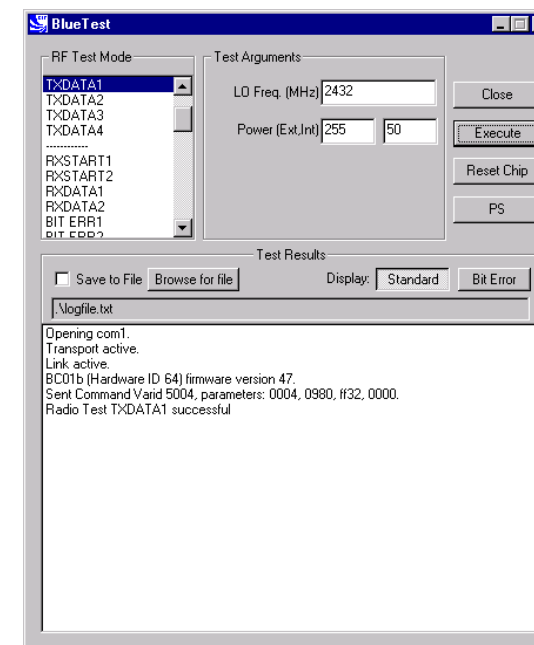 BlueTest
RF Test Mode
TXDATA1
TXDATA2
TXDATA3
TXDATA4
-----------
RXSTART1
RXSTART2
RXDATA1
RXDATA2
BIT ERR1
BIT ERR2
Test Arguments
LO Freq. (MHz) 2432
Power (Ext,Int) 255 50
Close
Execute
Reset Chip
PS
Test Results
Save to File Browse for file Display: Standard Bit Error
.\logfile.txt
Opening com1.
Transport active.
Link active.
BC01b (Hardware ID 64) firmware version 47.
Sent Command Varid 5004, parameters: 0004, 0980, ff32, 0000.
Radio Test TXDATA1 successful